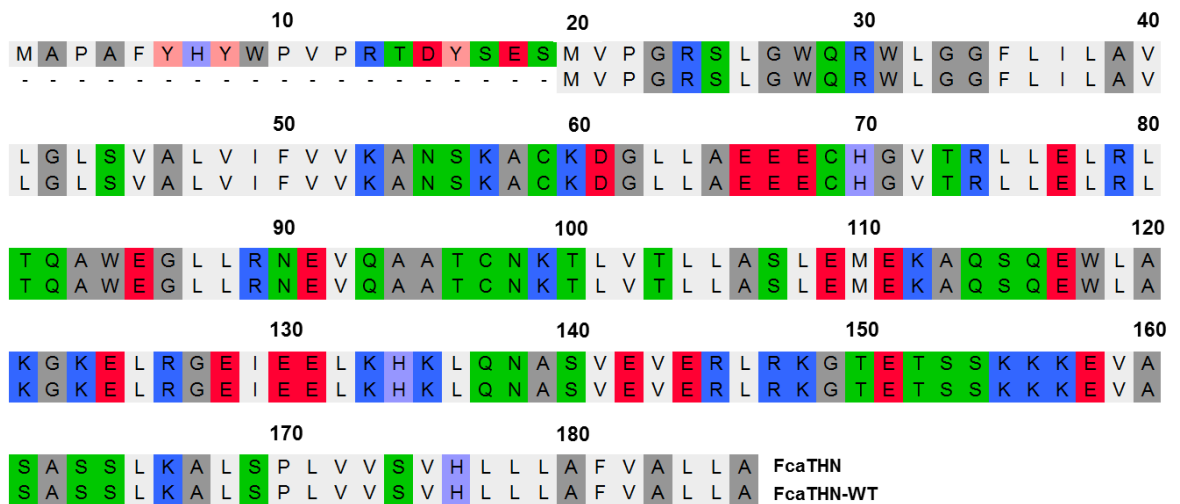 10 20 30 40
M A P A F Y H Y W P V P R T D Y S E S M V P G R S L G W Q R W L G G F L I L A V
- - - - - - - - - - - - - - - - - - - M V P G R S L G W Q R W L G G F L I L A V
50 60 70 80
L G L S V A L V I F V V K A N S K A C K D G L L A E E E C H G V T R L L E L R L
L G L S V A L V I F V V K A N S K A C K D G L L A E E E C H G V T R L L E L R L
90 100 110 120
T Q A W E G L L R N E V Q A A T C N K T L V T L L A S L E M E K A Q S Q E W L A
T Q A W E G L L R N E V Q A A T C N K T L V T L L A S L E M E K A Q S Q E W L A
130 140 150 160
K G K E L R G E I E E L K H K L Q N A S V E V E R L R K G T E T S S K K K E V A
K G K E L R G E I E E L K H K L Q N A S V E V E R L R K G T E T S S K K K E V A
170 180
S A S S L K A L S P L V V S V H L L L A F V A L L A FcaTHN
S A S S L K A L S P L V V S V H L L L A F V A L L A FcaTHN-WT